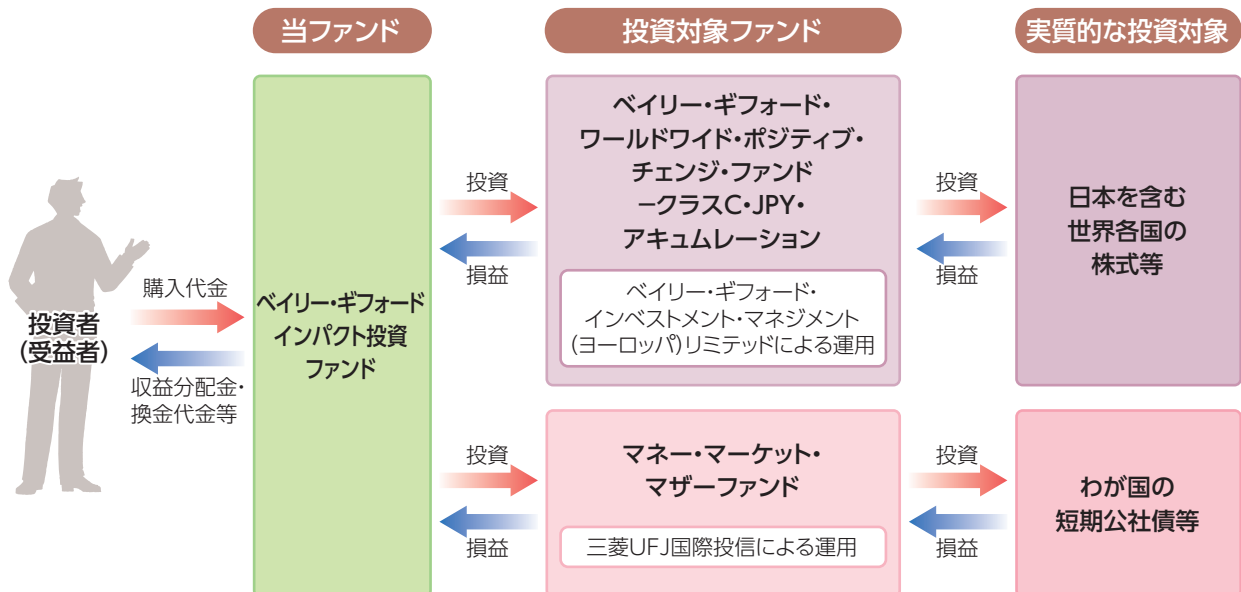 当ファンド
投資対象ファンド
実質的な投資対象
投資者
(受益者)
購入代金
収益分配金・
換金代金等
ベイリー・ギフォード
インパクト投資
ファンド
投資
損益
ベイリー・ギフォード・
ワールドワイド・ポジティブ・
チェンジ・ファンド
－クラスC・JPY・
アキュムレーション
ベイリー・ギフォード・
インベストメント・マネジメント
(ヨーロッパ)リミテッドによる運用
投資
損益
日本を含む
世界各国の
株式等
投資
損益
マネー・マーケット・
マザーファンド
三菱UFJ国際投信による運用
投資
損益
わが国の
短期公社債等